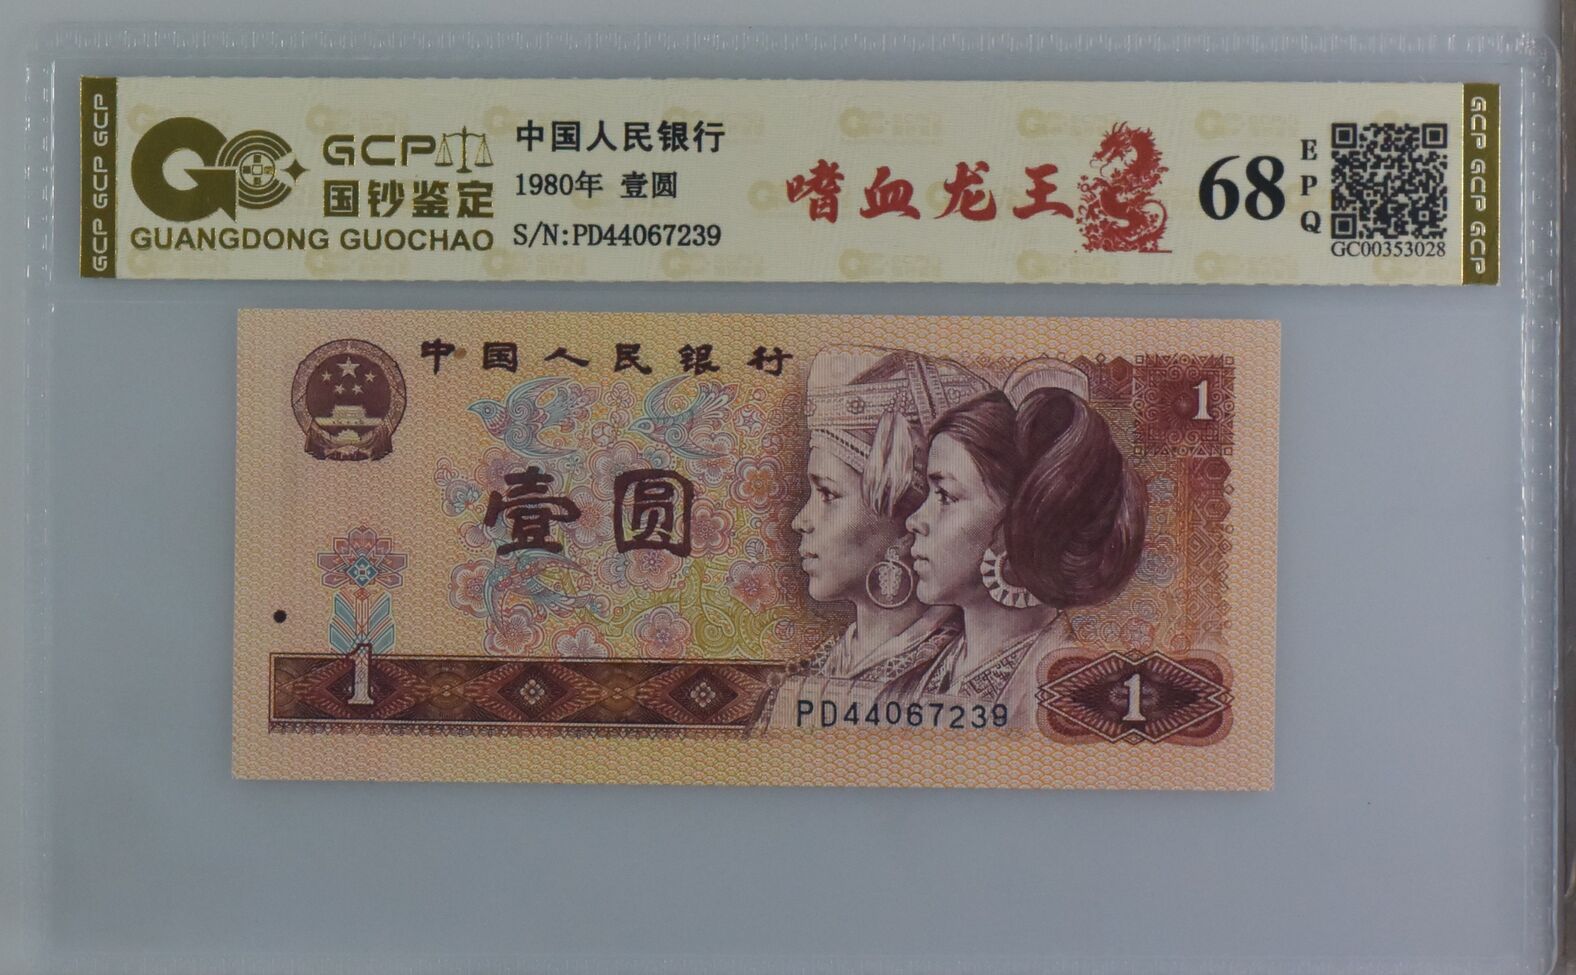 GCP GCP GCP
GCP
国钞鉴定
GUANGDONG GUOCHAO
中国人民银行
1980年 壹圆
S/N:PD44067239
嗜血龙王
68
EPQ
GC00353028
GCP GCP GCP
中国人民银行
1
壹圆
1
PD44067239
1